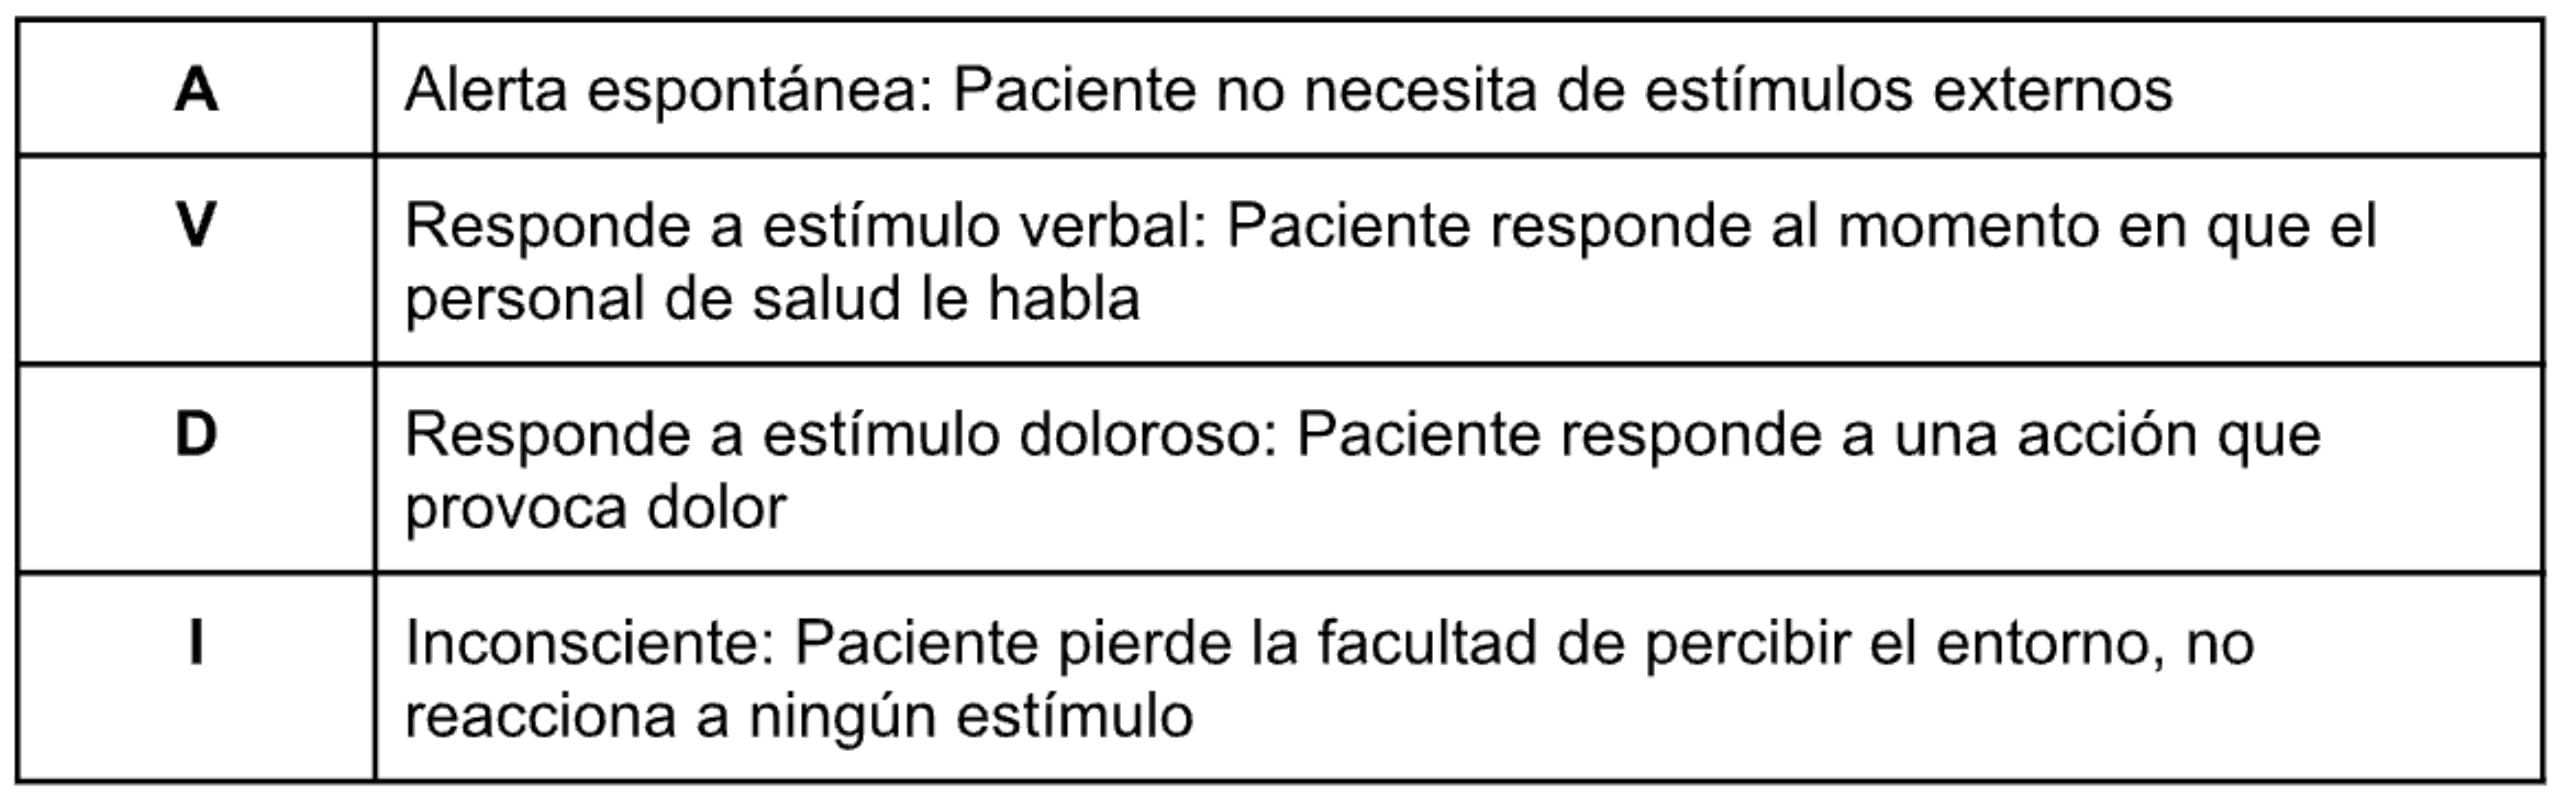 A
Alerta espontánea: Paciente no necesita de estímulos externos
V
Responde a estímulo verbal: Paciente responde al momento en que el
personal de salud le habla
D
Responde a estímulo doloroso: Paciente responde a una acción que
provoca dolor
I
Inconsciente: Paciente pierde la facultad de percibir el entorno, no
reacciona a ningún estímulo